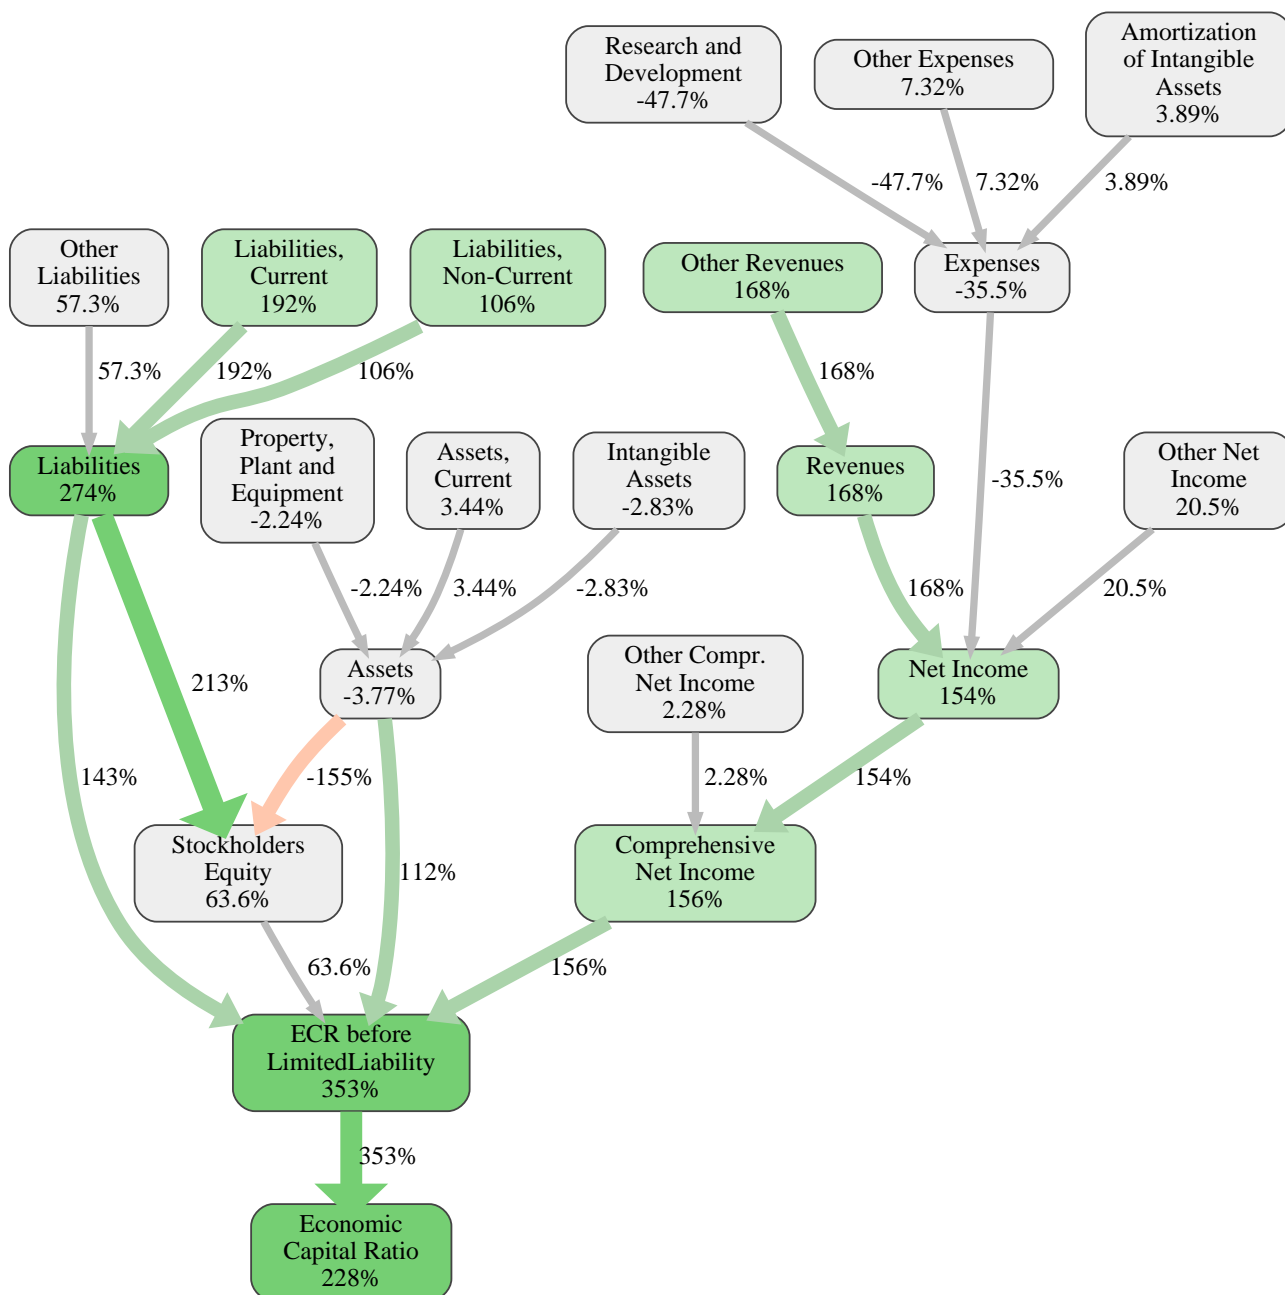 Research and
Development
-47.7%
Other Expenses
7.32%
Amortization
of Intangible
Assets
3.89%
-47.7%
7.32%
3.89%
Other
Liabilities
57.3%
Liabilities,
Current
192%
Liabilities,
Non-Current
106%
Other Revenues
168%
Expenses
-35.5%
57.3%
192%
106%
168%
Liabilities
274%
Property,
Plant and
Equipment
-2.24%
Assets,
Current
3.44%
Intangible
Assets
-2.83%
Revenues
168%
-35.5%
Other Net
Income
20.5%
-2.24%
3.44%
-2.83%
168%
20.5%
213%
Assets
-3.77%
Other Compr.
Net Income
2.28%
Net Income
154%
143%
-155%
2.28%
154%
Stockholders
Equity
63.6%
112%
Comprehensive
Net Income
156%
63.6%
156%
ECR before
LimitedLiability
353%
353%
Economic
Capital Ratio
228%